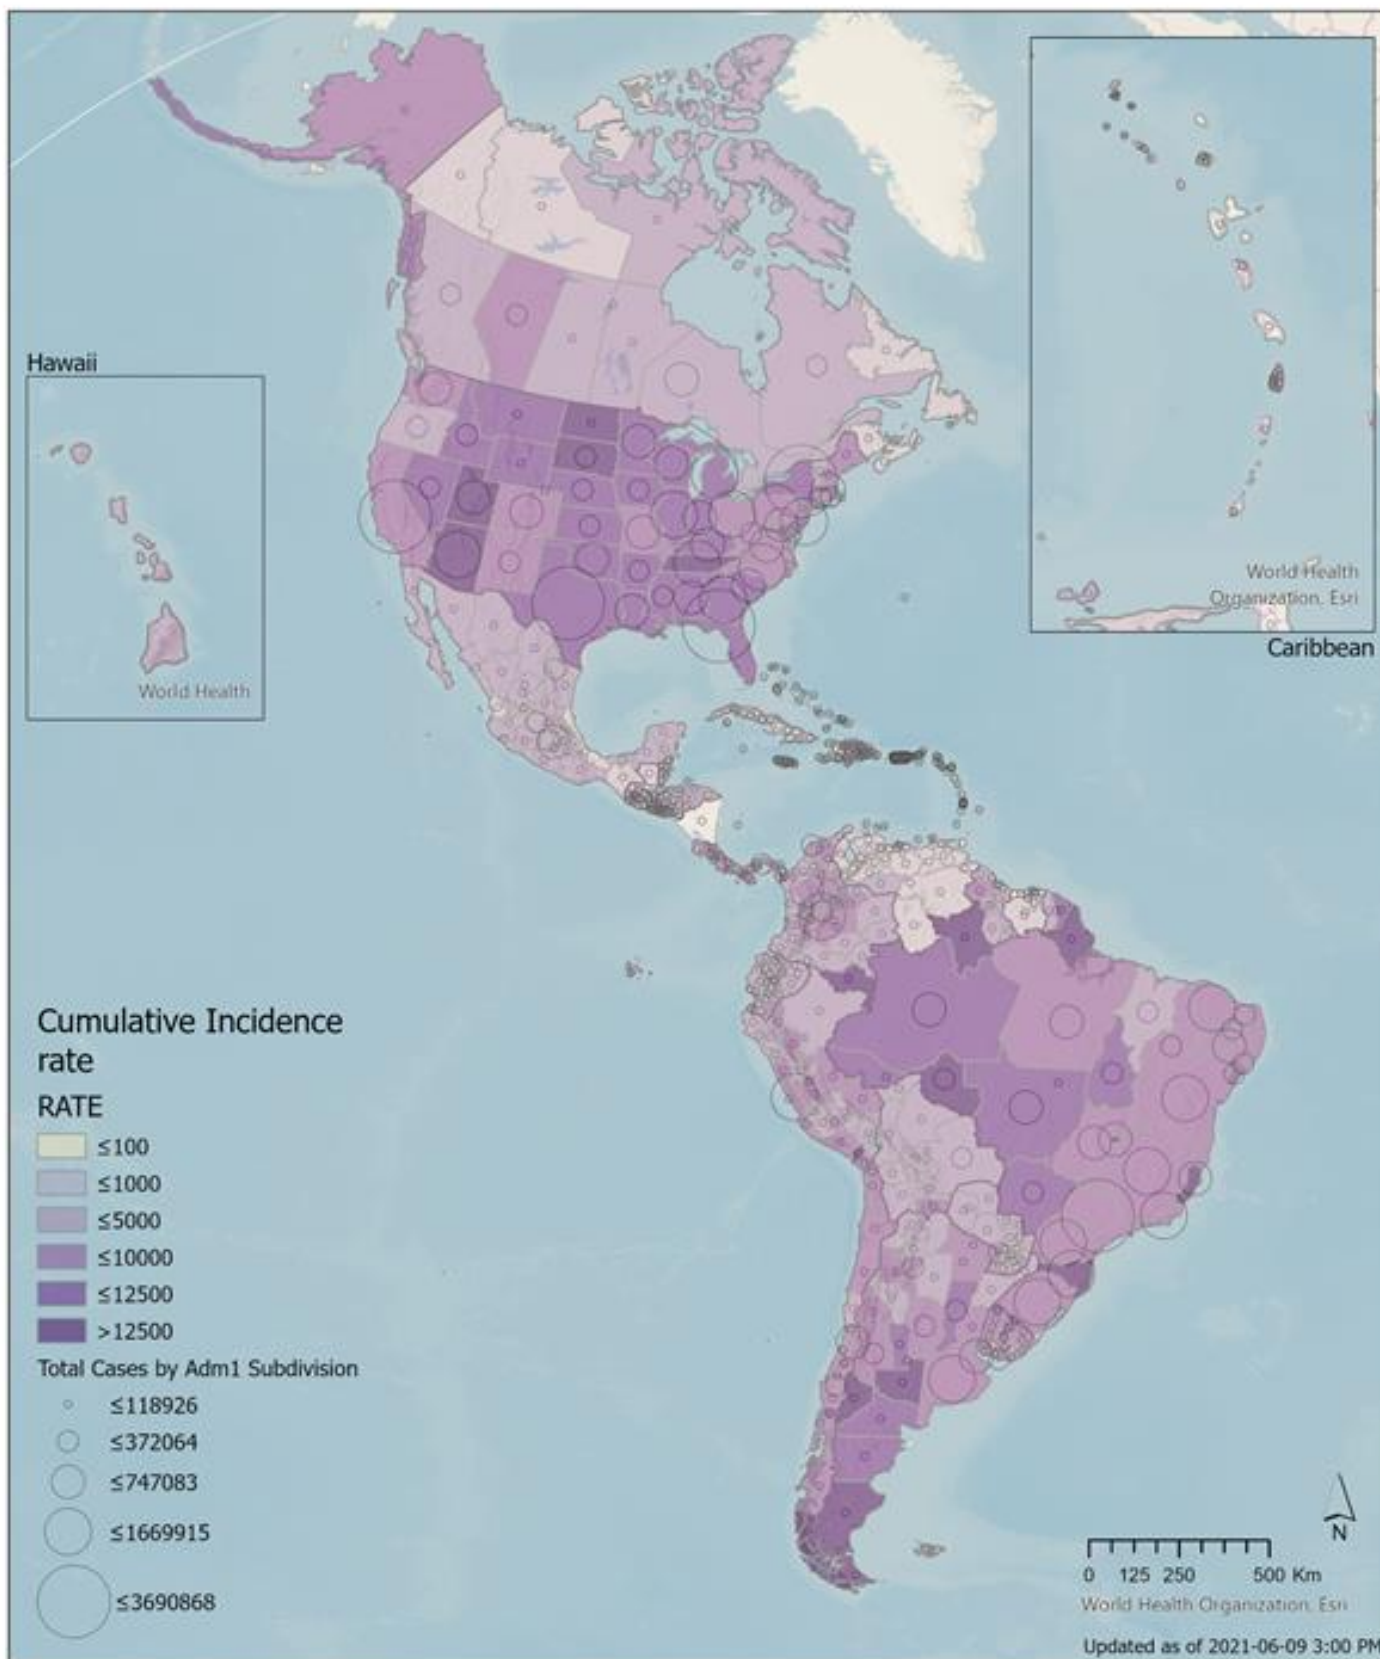 Hawaii
World Health
World Health
Organization, Esri
Caribbean
Cumulative Incidence
rate
RATE
≤100
≤1000
≤5000
≤10000
≤12500
>12500
Total Cases by Adm1 Subdivision
≤118926
≤372064
≤747083
≤1669915
≤3690868
N
0 125 250 500 Km
World Health Organization, Esri
Updated as of 2021-06-09 3:00 PM